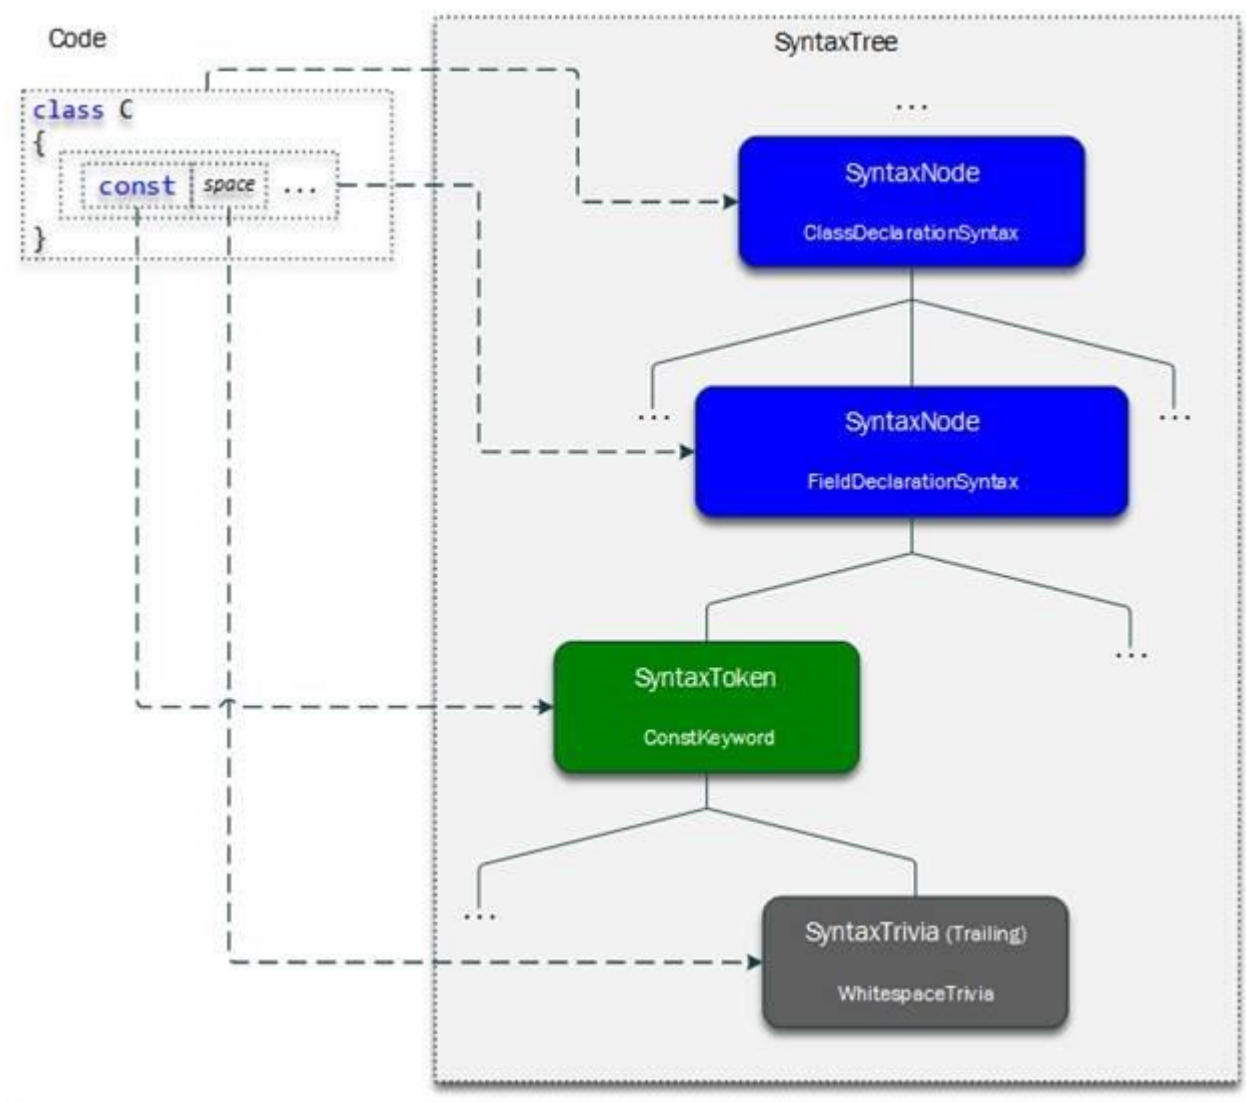 Code
class C
{
const space ...
}
SyntaxTree
...
SyntaxNode
ClassDeclarationSyntax
... ...
SyntaxNode
FieldDeclarationSyntax
...
SyntaxToken
ConstKeyword
...
SyntaxTrivia (Trailing)
WhitespaceTrivia